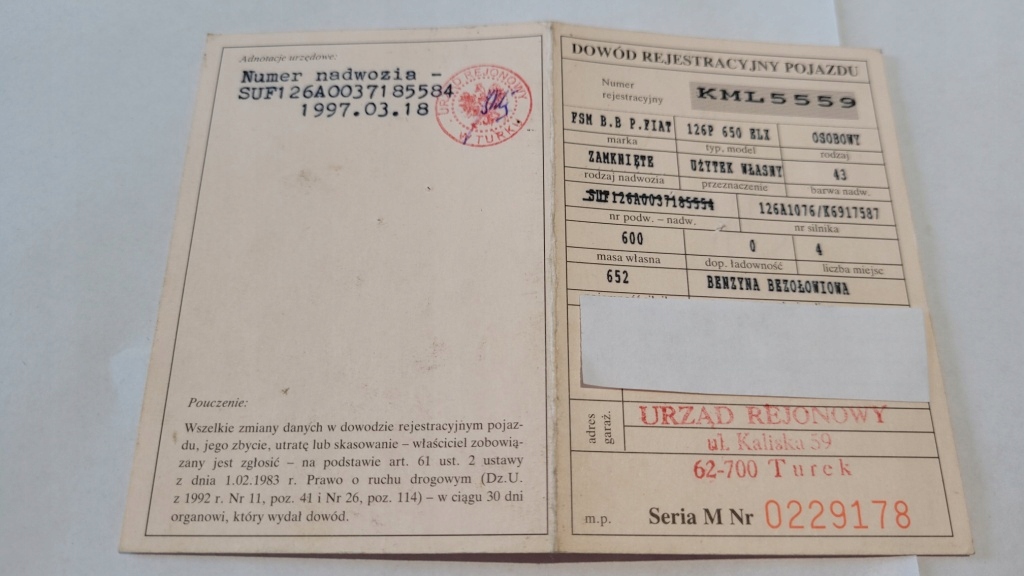 Adnotacje urzędowe:
Numer nadwozia -
SUF126A0037185584
1997.03.18
URZĄD REJONOWY
W TURKU
Pouczenie:
Wszelkie zmiany danych w dowodzie rejestracyjnym pojaz-
du, jego zbycie, utratę lub skasowanie – właściciel zobowią-
zany jest zgłosić – na podstawie art. 61 ust. 2 ustawy
z dnia 1.02.1983 r. Prawo o ruchu drogowym (Dz.U.
z 1992 r. Nr 11, poz. 41 i Nr 26, poz. 114) – w ciągu 30 dni
organowi, który wydał dowód.
DOWÓD REJESTRACYJNY POJAZDU
Numer
rejestracyjny
KML5559
FSM B.B P.FIAT 126P 650 ELX OSOBOWY
marka typ, model rodzaj
ZAMKNIĘTE UŻYTEK WŁASNY 43
rodzaj nadwozia przeznaczenie barwa nadw.
SUF126A0037185554 126A1076/K6917587
nr podw. – nadw. nr silnika
600 0 4
masa własna dop. ładowność liczba miejsc
652 BENZYNA BEZOŁOWIOWA
adres
garaż.
URZĄD REJONOWY
ul. Kaliska 59
62-700 Turek
m.p. Seria M Nr 0229178